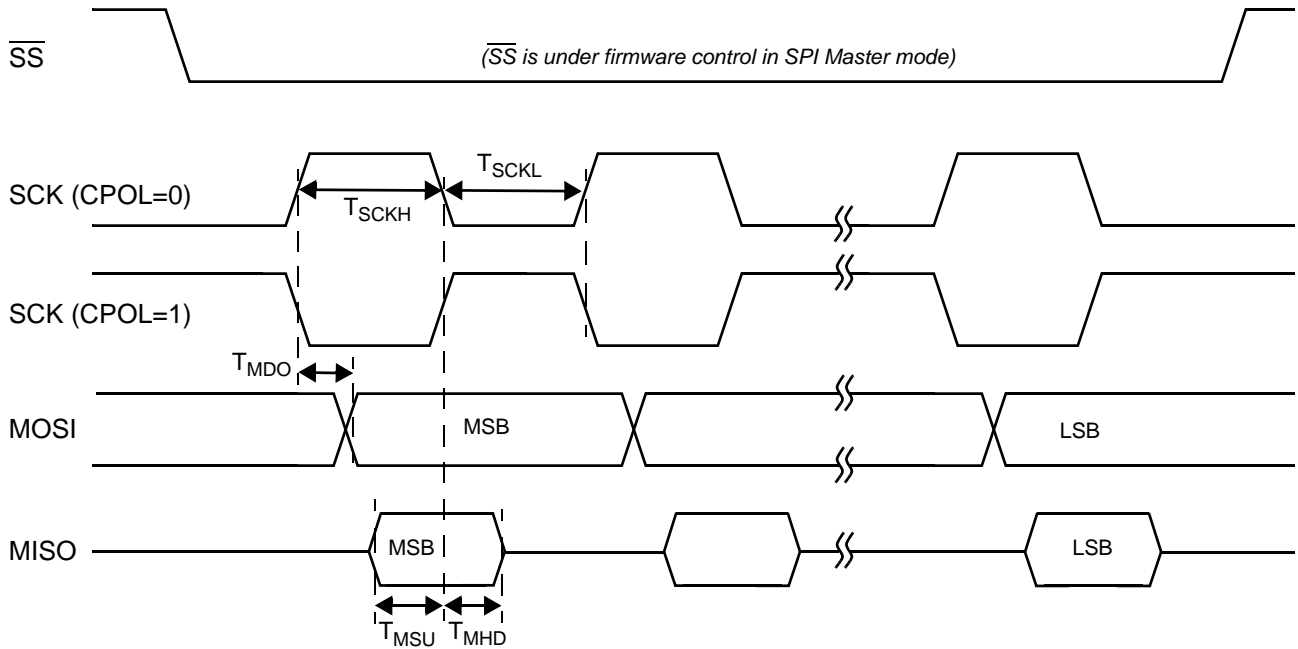 SS
(SS is under firmware control in SPI Master mode)
SCK (CPOL=0)
TSCKH
TSCKL
SCK (CPOL=1)
TMDO
MOSI
MSB
LSB
MISO
MSB
LSB
TMSU
TMHD